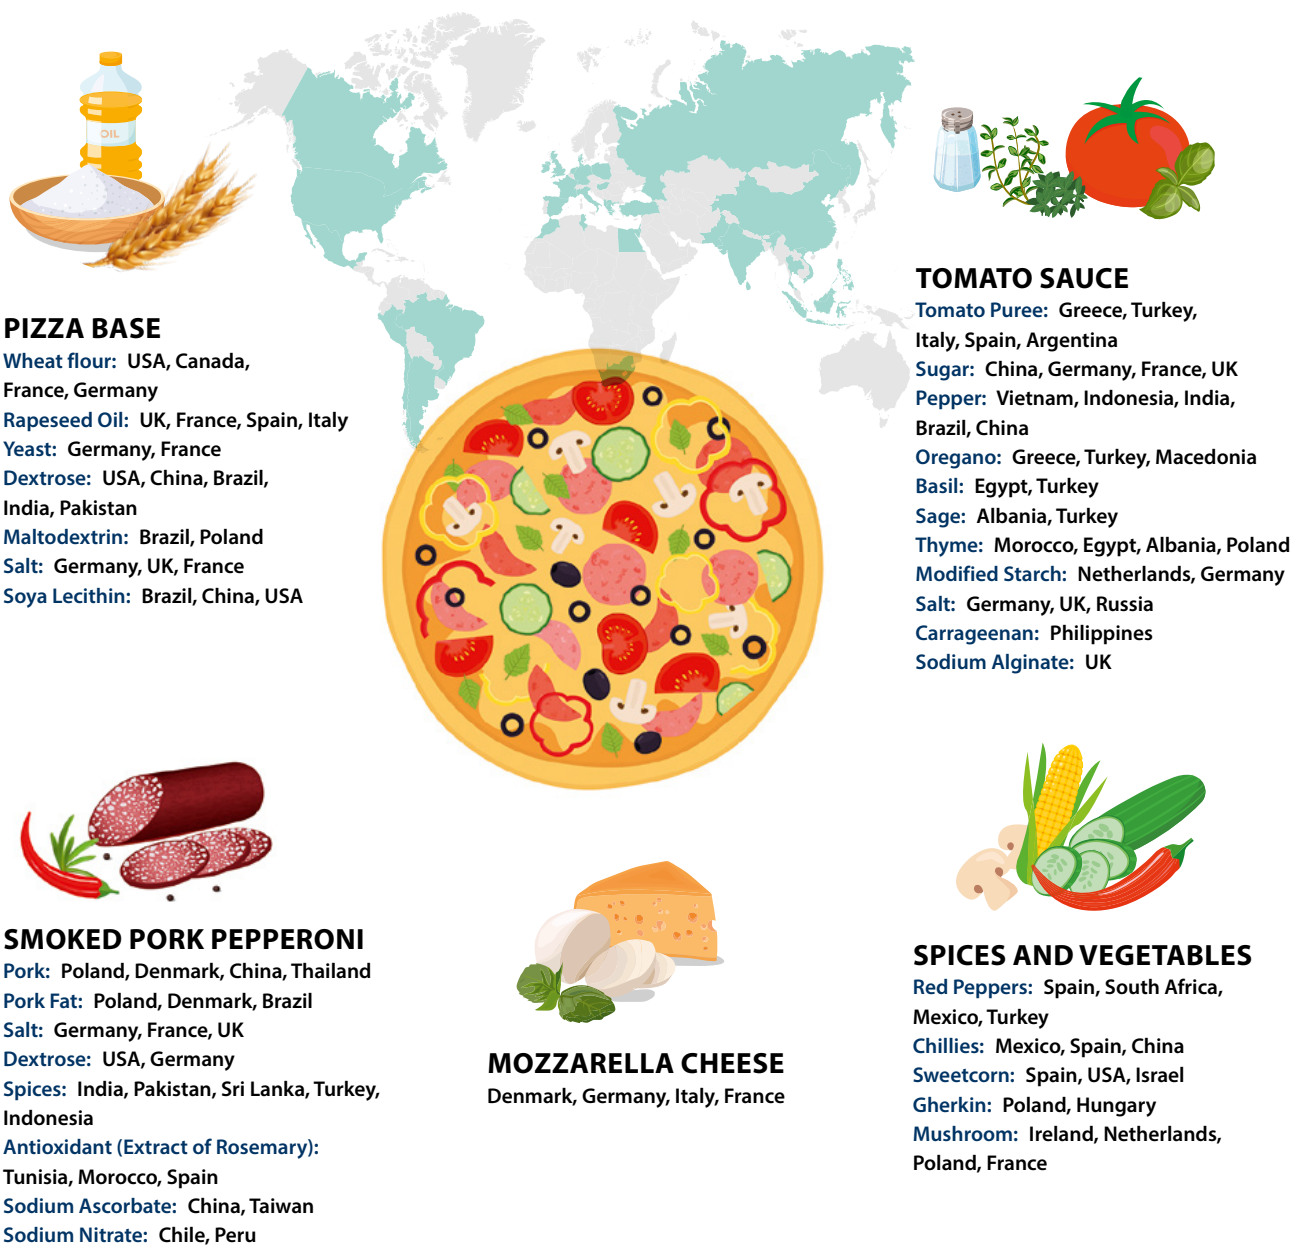 OIL
PIZZA BASE
Wheat flour: USA, Canada,
France, Germany
Rapeseed Oil: UK, France, Spain, Italy
Yeast: Germany, France
Dextrose: USA, China, Brazil,
India, Pakistan
Maltodextrin: Brazil, Poland
Salt: Germany, UK, France
Soya Lecithin: Brazil, China, USA
TOMATO SAUCE
Tomato Puree: Greece, Turkey,
Italy, Spain, Argentina
Sugar: China, Germany, France, UK
Pepper: Vietnam, Indonesia, India,
Brazil, China
Oregano: Greece, Turkey, Macedonia
Basil: Egypt, Turkey
Sage: Albania, Turkey
Thyme: Morocco, Egypt, Albania, Poland
Modified Starch: Netherlands, Germany
Salt: Germany, UK, Russia
Carrageenan: Philippines
Sodium Alginate: UK
SMOKED PORK PEPPERONI
Pork: Poland, Denmark, China, Thailand
Pork Fat: Poland, Denmark, Brazil
Salt: Germany, France, UK
Dextrose: USA, Germany
Spices: India, Pakistan, Sri Lanka, Turkey,
Indonesia
Antioxidant (Extract of Rosemary):
Tunisia, Morocco, Spain
Sodium Ascorbate: China, Taiwan
Sodium Nitrate: Chile, Peru
MOZZARELLA CHEESE
Denmark, Germany, Italy, France
SPICES AND VEGETABLES
Red Peppers: Spain, South Africa,
Mexico, Turkey
Chillies: Mexico, Spain, China
Sweetcorn: Spain, USA, Israel
Gherkin: Poland, Hungary
Mushroom: Ireland, Netherlands,
Poland, France